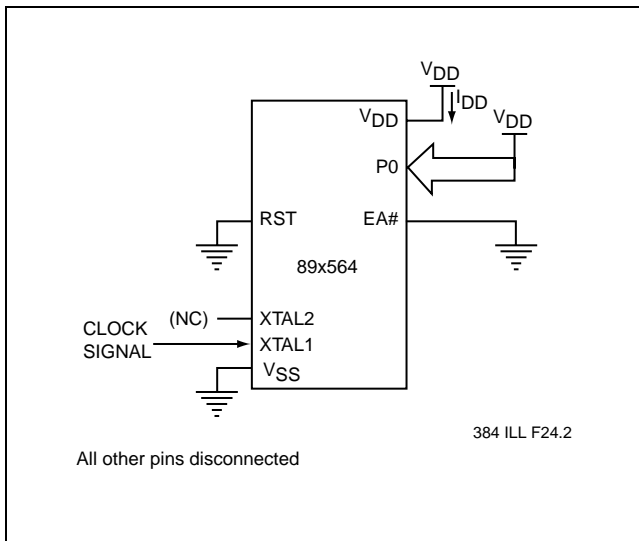 VDD
IDD
VDD
VDD
P0
RST
EA#
89x564
(NC)
XTAL2
CLOCK
SIGNAL
XTAL1
VSS
384 ILL F24.2
All other pins disconnected